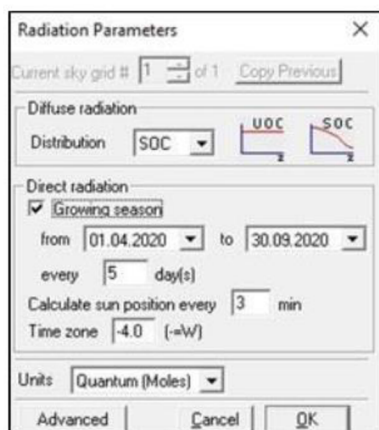 Radiation Parameters
Current sky grid # 1 of 1 Copy Previous
Diffuse radiation
Distribution SOC UOC z SOC z
Direct radiation
Growing season
from 01.04.2020 to 30.09.2020
every 5 day(s)
Calculate sun position every 3 min
Time zone -4.0 (-=W)
Units Quantum (Moles)
Advanced Cancel OK